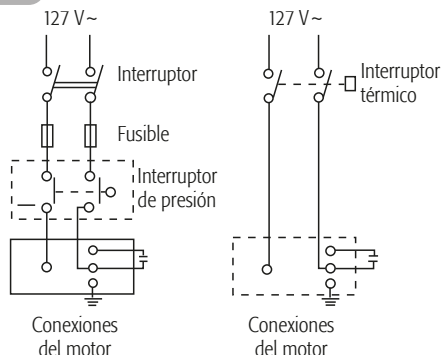 127 V~
Interruptor
Fusible
Interruptor
de presión
Conexiones
del motor
127 V~
Interruptor
térmico
Conexiones
del motor